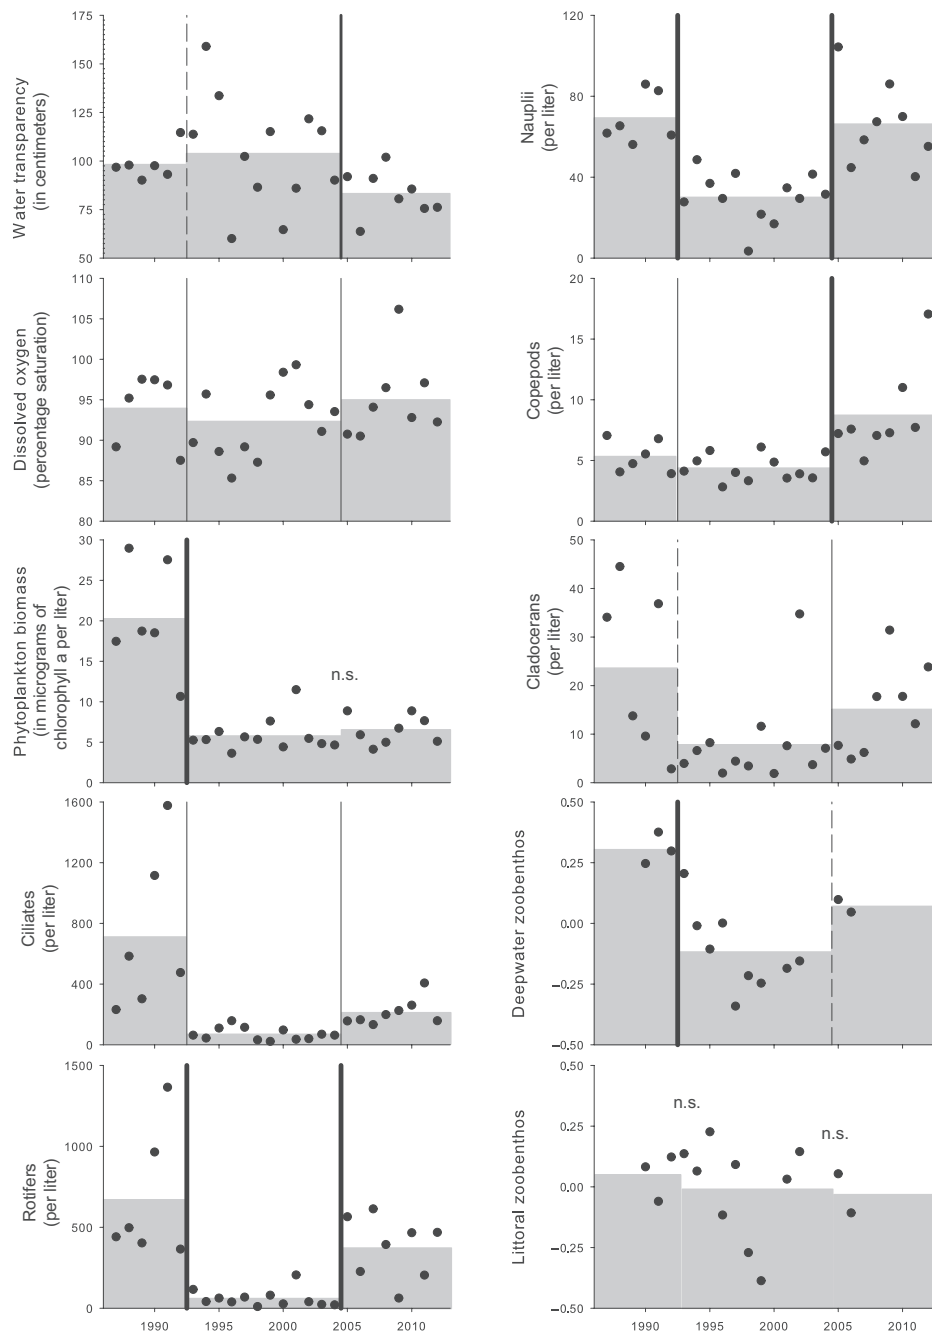 Water transparency
(in centimeters)
175
150
125
100
75
50
Nauplii
(per liter)
120
80
40
0
Dissolved oxygen
(percentage saturation)
110
105
100
95
90
85
80
Copepods
(per liter)
20
15
10
5
0
Phytoplankton biomass
(in micrograms of
chlorophyll a per liter)
30
25
20
15
10
5
0
n.s.
Cladocerans
(per liter)
50
40
30
20
10
0
Ciliates
(per liter)
1600
1200
800
400
0
Deepwater zoobenthos
0.50
0.25
0.00
−0.25
−0.50
Rotifers
(per liter)
1500
1000
500
0
1990 1995 2000 2005 2010
Littoral zoobenthos
0.50
0.25
0.00
−0.25
−0.50
n.s.
n.s.
1990 1995 2000 2005 2010